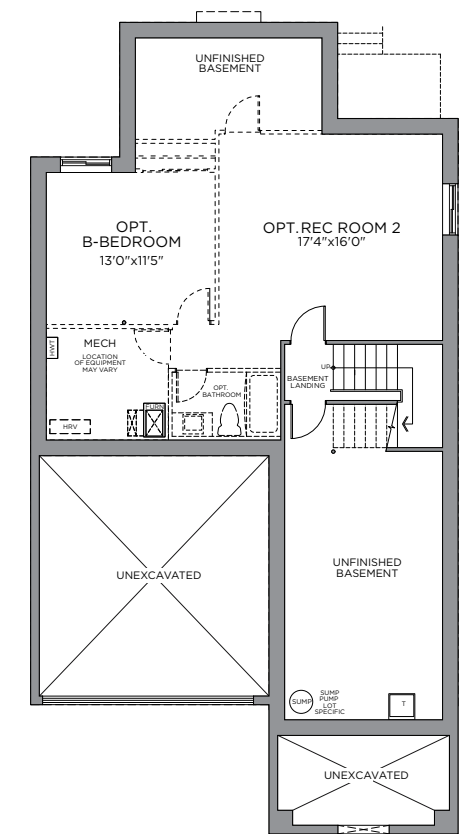 UNFINISHED
BASEMENT
OPT.
B-BEDROOM
13'0"x11'5"
OPT. REC ROOM 2
17'4"x16'0"
MECH
LOCATION
OF EQUIPMENT
MAY VARY
HWT
HRV
FURN
OPT.
BATHROOM
UP
BASEMENT
LANDING
UNEXCAVATED
UNFINISHED
BASEMENT
SUMP
SUMP
PUMP
LOT
SPECIFIC
T
UNEXCAVATED